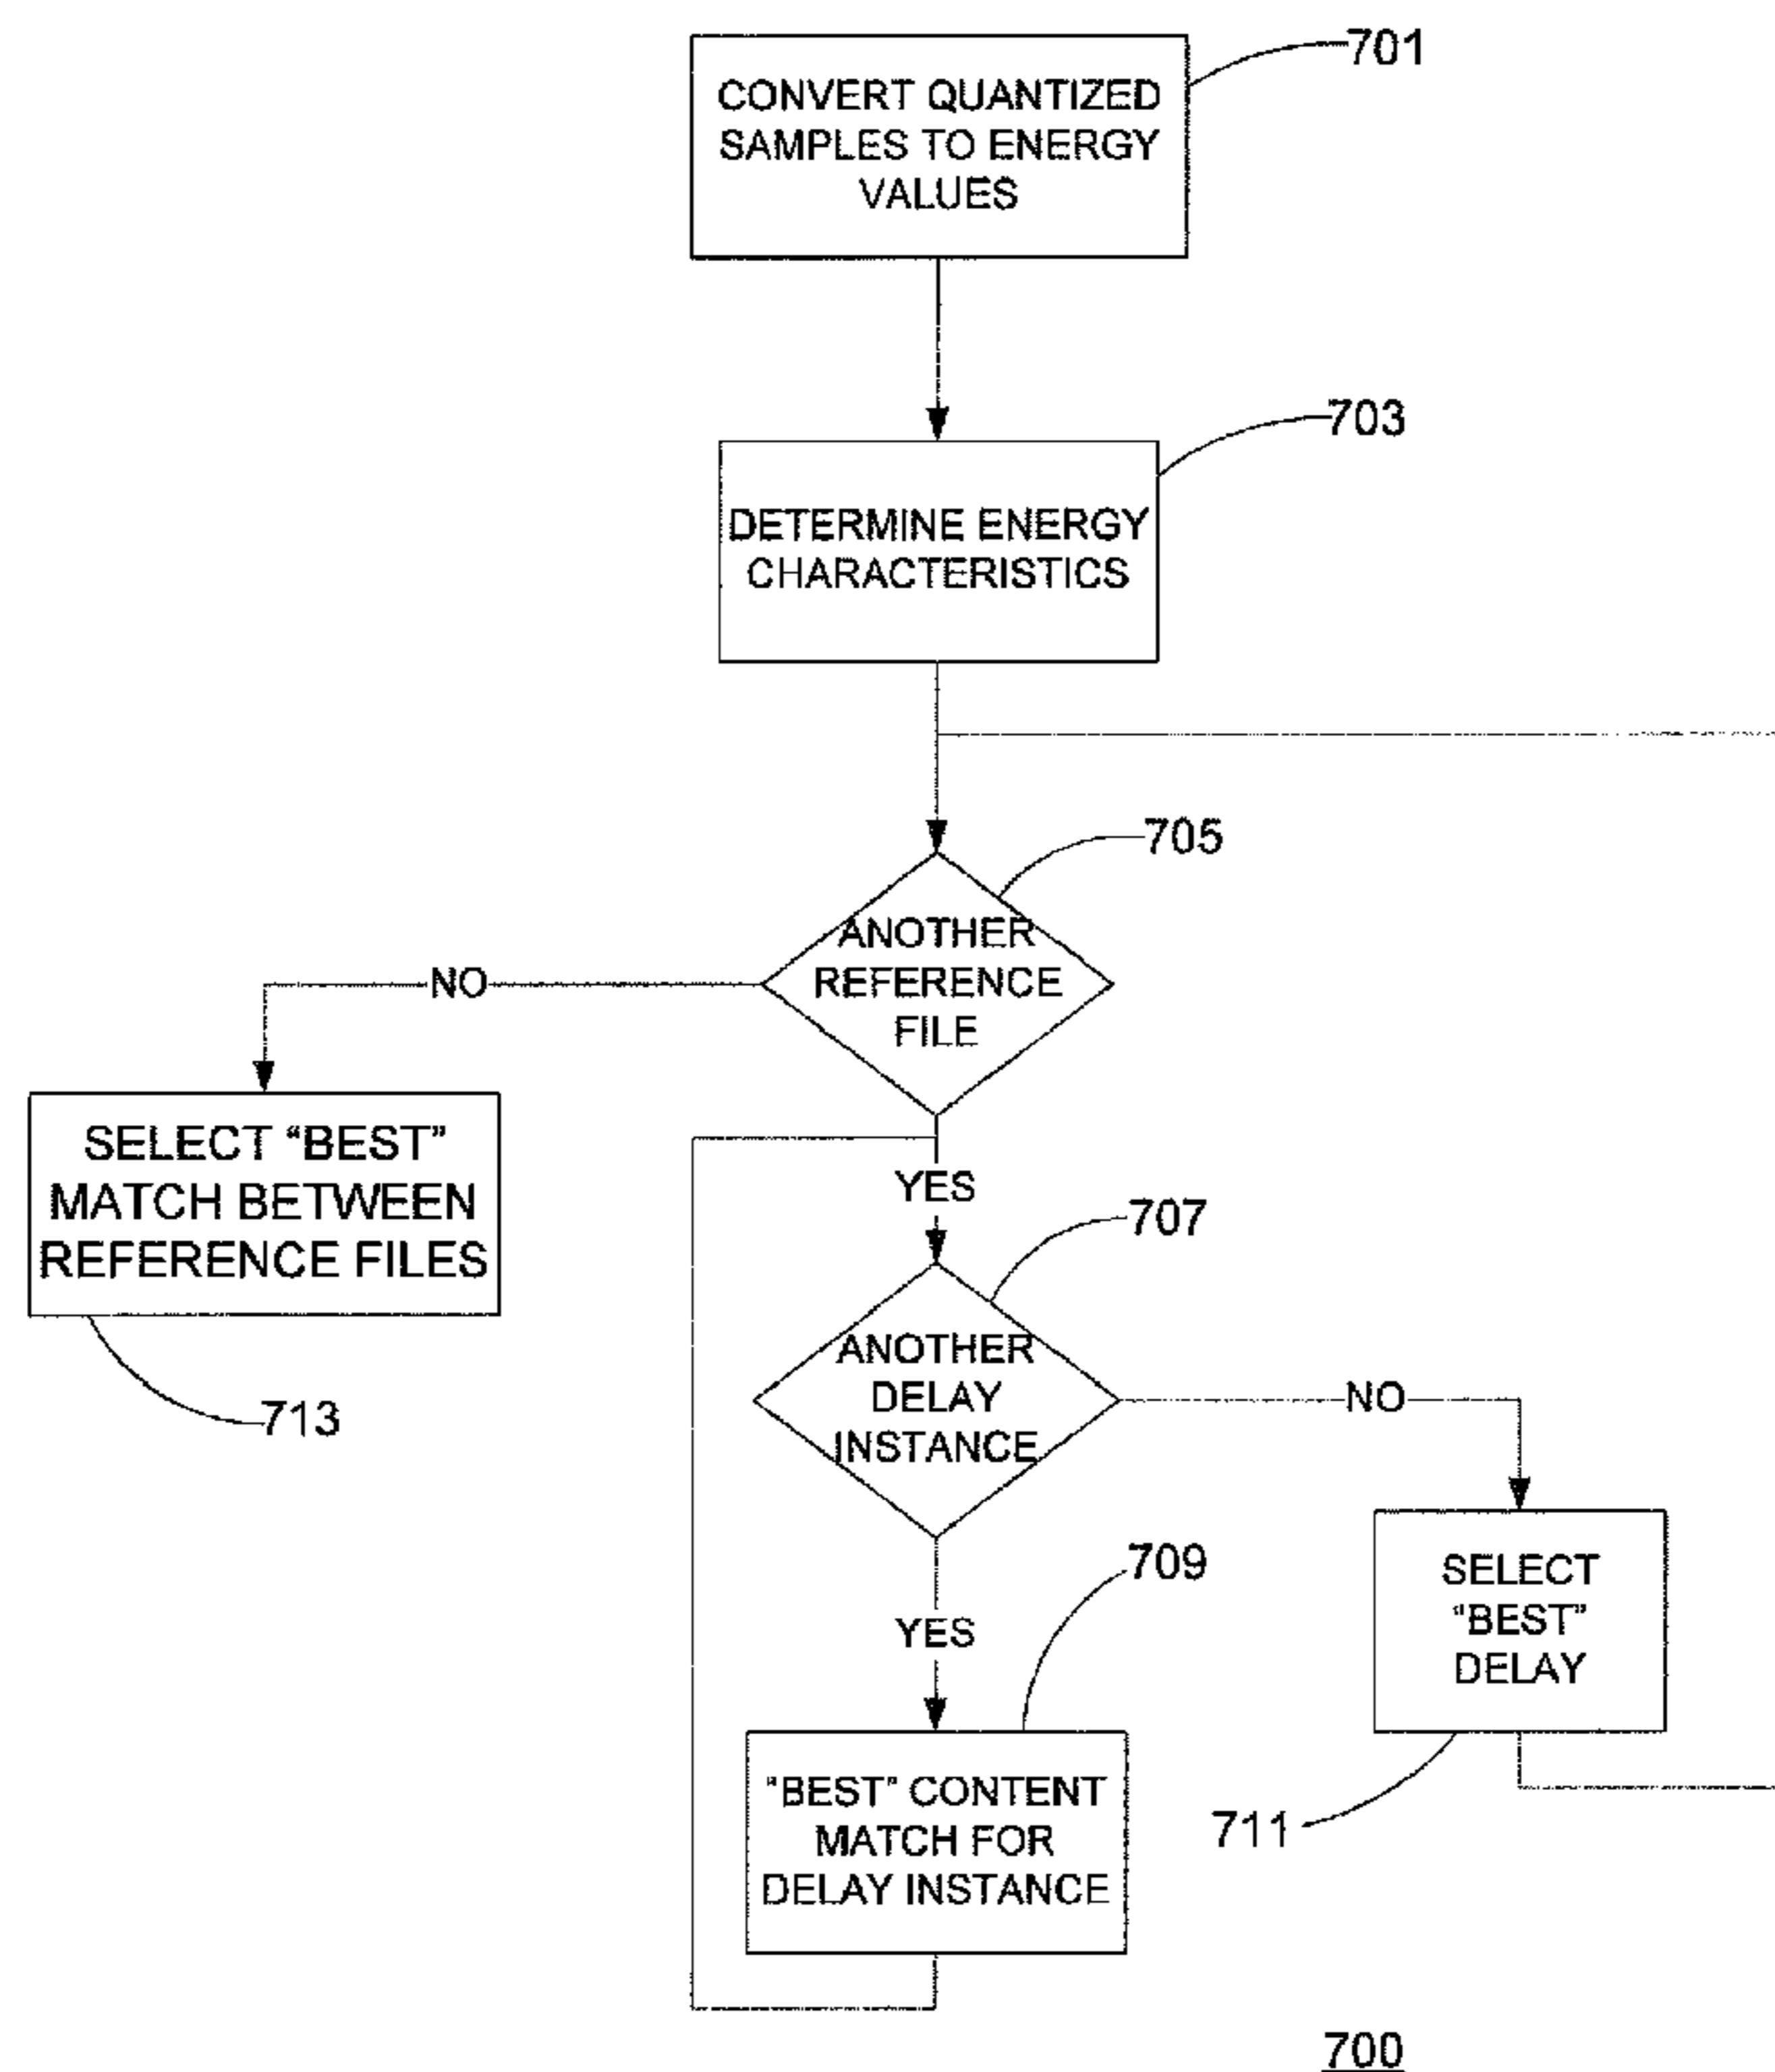 701
CONVERT QUANTIZED
SAMPLES TO ENERGY
VALUES
703
DETERMINE ENERGY
CHARACTERISTICS
705
ANOTHER
REFERENCE
FILE
NO
SELECT “BEST”
MATCH BETWEEN
REFERENCE FILES
713
YES
707
ANOTHER
DELAY
INSTANCE
NO
YES
709
"BEST" CONTENT
MATCH FOR
DELAY INSTANCE
SELECT
"BEST"
DELAY
711
700